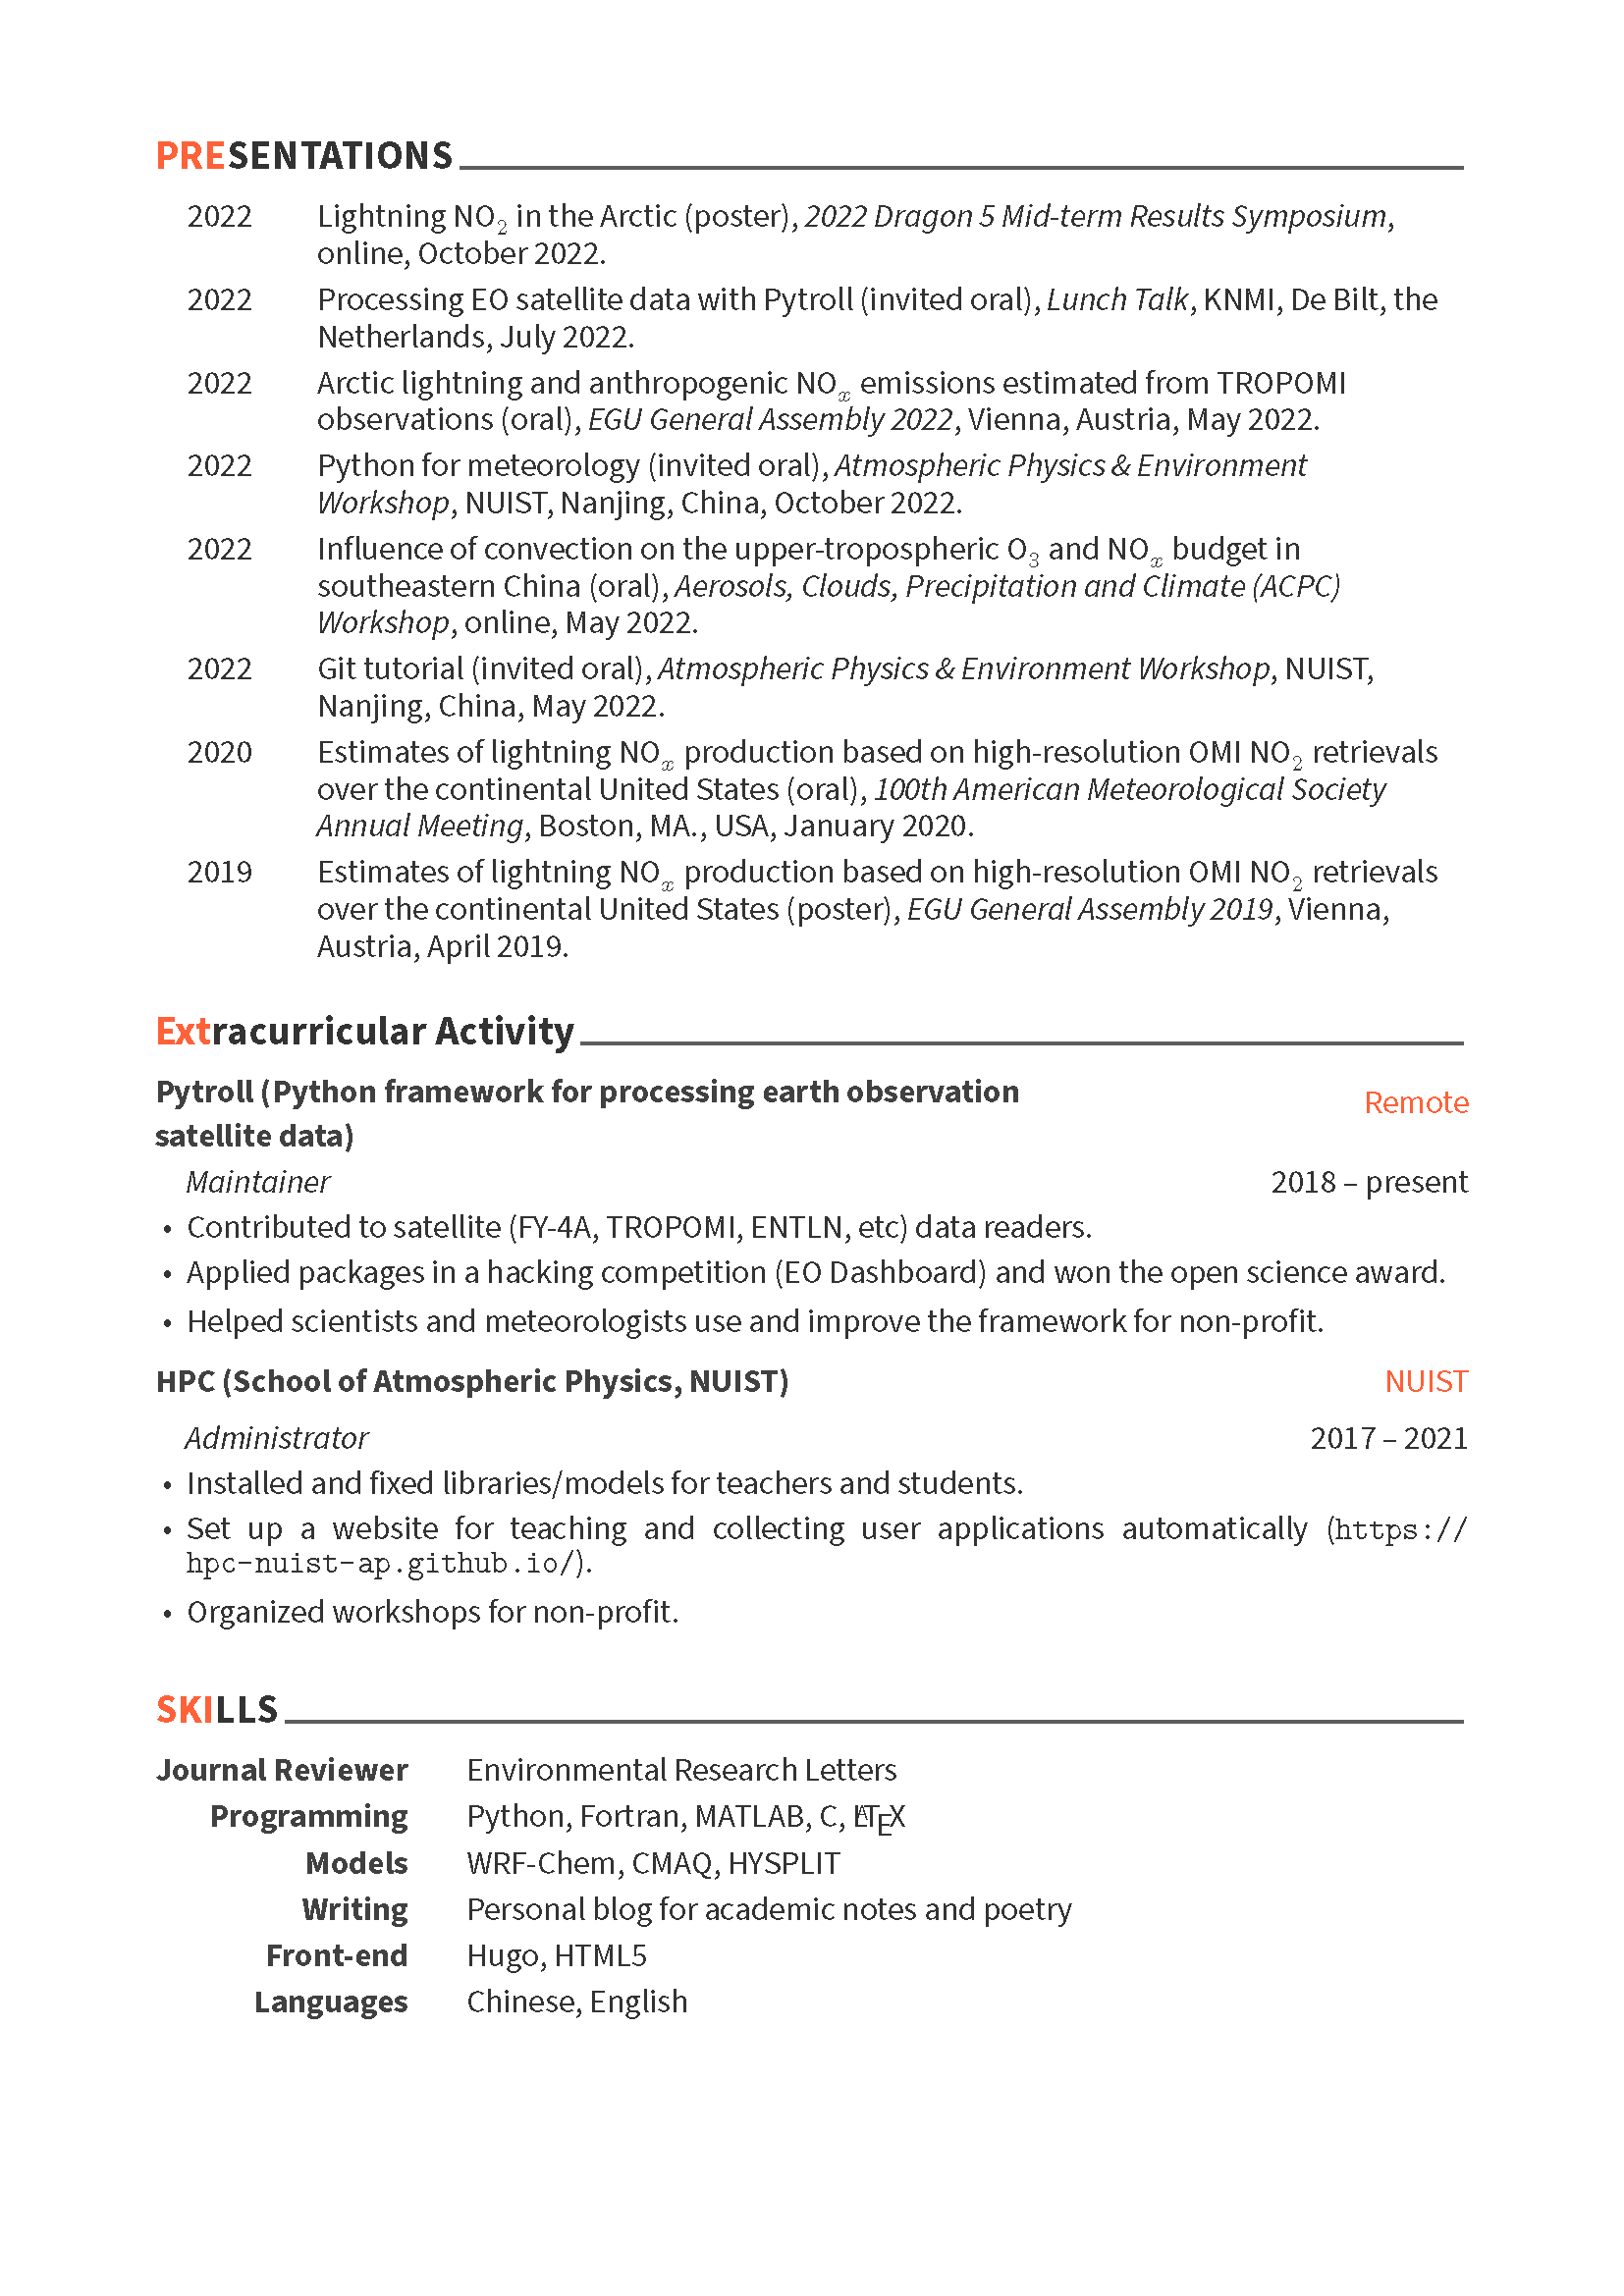 PRESENTATIONS
2022 Lightning NO₂ in the Arctic (poster), 2022 Dragon 5 Mid-term Results Symposium,
online, October 2022.
2022 Processing EO satellite data with Pytroll (invited oral), Lunch Talk, KNMI, De Bilt, the
Netherlands, July 2022.
2022 Arctic lightning and anthropogenic NOₓ emissions estimated from TROPOMI
observations (oral), EGU General Assembly 2022, Vienna, Austria, May 2022.
2022 Python for meteorology (invited oral), Atmospheric Physics & Environment
Workshop, NUIST, Nanjing, China, October 2022.
2022 Influence of convection on the upper-tropospheric O₃ and NOₓ budget in
southeastern China (oral), Aerosols, Clouds, Precipitation and Climate (ACPC)
Workshop, online, May 2022.
2022 Git tutorial (invited oral), Atmospheric Physics & Environment Workshop, NUIST,
Nanjing, China, May 2022.
2020 Estimates of lightning NOₓ production based on high-resolution OMI NO₂ retrievals
over the continental United States (oral), 100th American Meteorological Society
Annual Meeting, Boston, MA., USA, January 2020.
2019 Estimates of lightning NOₓ production based on high-resolution OMI NO₂ retrievals
over the continental United States (poster), EGU General Assembly 2019, Vienna,
Austria, April 2019.
Extracurricular Activity
Pytroll (Python framework for processing earth observation
satellite data)
Remote
Maintainer 2018 – present
• Contributed to satellite (FY-4A, TROPOMI, ENTLN, etc) data readers.
• Applied packages in a hacking competition (EO Dashboard) and won the open science award.
• Helped scientists and meteorologists use and improve the framework for non-profit.
HPC (School of Atmospheric Physics, NUIST) NUIST
Administrator 2017 – 2021
• Installed and fixed libraries/models for teachers and students.
• Set up a website for teaching and collecting user applications automatically (https://
hpc-nuist-ap.github.io/).
• Organized workshops for non-profit.
SKILLS
Journal Reviewer Environmental Research Letters
Programming Python, Fortran, MATLAB, C, LATEX
Models WRF-Chem, CMAQ, HYSPLIT
Writing Personal blog for academic notes and poetry
Front-end Hugo, HTML5
Languages Chinese, English